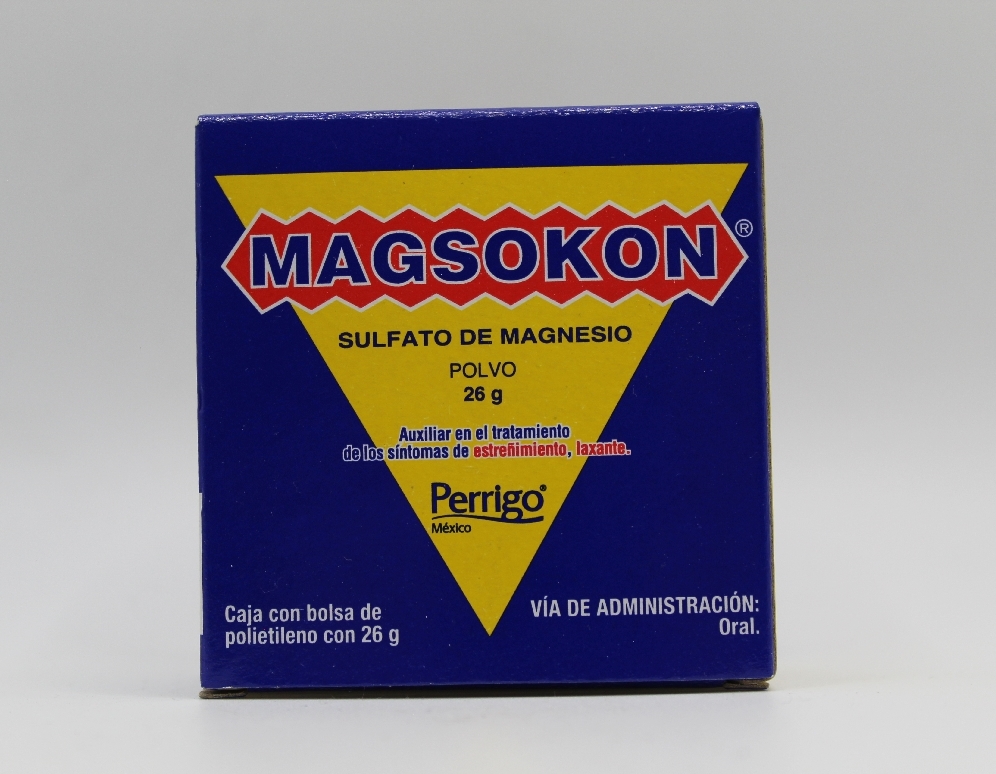 MAGSOKON®
SULFATO DE MAGNESIO
POLVO
26 g
Auxiliar en el tratamiento
de los síntomas de estreñimiento, laxante.
Perrigo®
México
Caja con bolsa de
polietileno con 26 g
VÍA DE ADMINISTRACIÓN:
Oral.